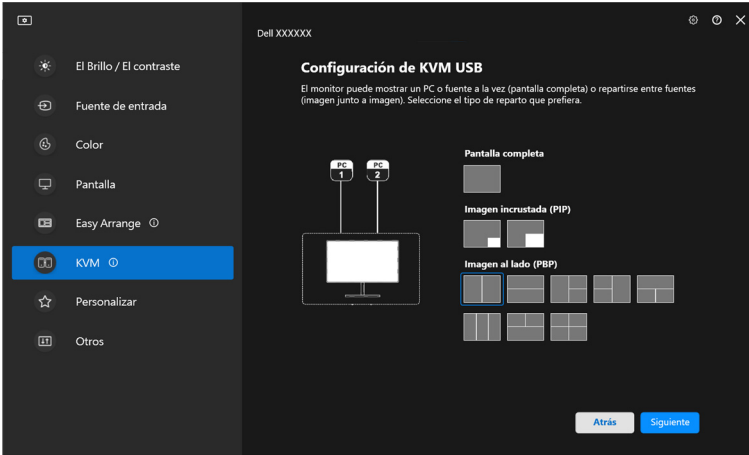 Dell XXXXXX
El Brillo / El contraste
Fuente de entrada
Color
Pantalla
Easy Arrange
KVM
Personalizar
Otros
Configuración de KVM USB
El monitor puede mostrar un PC o fuente a la vez (pantalla completa) o repartirse entre fuentes
(imagen junto a imagen). Seleccione el tipo de reparto que prefiera.
PC
1
PC
2
Pantalla completa
Imagen incrustada (PIP)
Imagen al lado (PBP)
Atrás
Siguiente